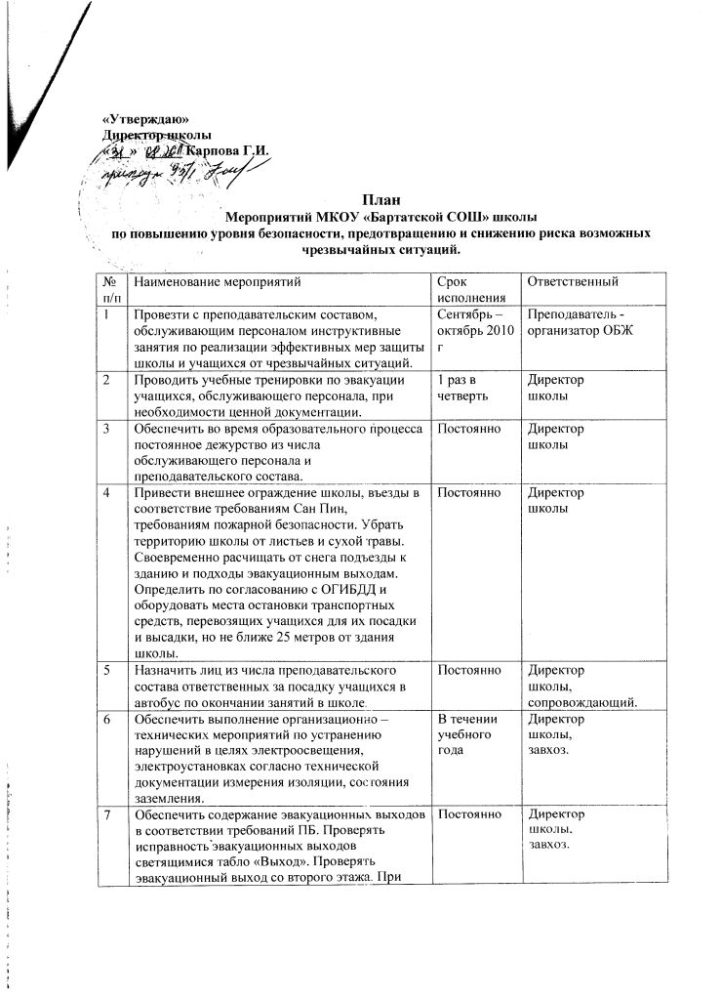 «Утверждаю»
Директор школы
«31» Карпова Г.И.
План
Мероприятий МКОУ «Бартатской СОШ» школы
по повышению уровня безопасности, предотвращению и снижению риска возможных
чрезвычайных ситуаций.
№ п/п Наименование мероприятий Срок исполнения Ответственный
1 Провезти с преподавательским составом, Сентябрь – Преподаватель -
обслуживающим персоналом инструктивные октябрь 2010 организатор ОБЖ
занятия по реализации эффективных мер защиты г
школы и учащихся от чрезвычайных ситуаций.
2 Проводить учебные тренировки по эвакуации 1 раз в Директор
учащихся, обслуживающего персонала, при четверть школы
необходимости ценной документации.
3 Обеспечить во время образовательного процесса Постоянно Директор
постоянное дежурство из числа школы
обслуживающего персонала и
преподавательского состава.
4 Привести внешнее ограждение школы, въезды в Постоянно Директор
соответствие требованиям Сан Пин, школы
требованиям пожарной безопасности. Убрать
территорию школы от листьев и сухой травы.
Своевременно расчищать от снега подъезды к
зданию и подходы эвакуационным выходам.
Определить по согласованию с ОГИБДД и
оборудовать места остановки транспортных
средств, перевозящих учащихся для их посадки
и высадки, но не ближе 25 метров от здания
школы.
5 Назначить лиц из числа преподавательского Постоянно Директор
состава ответственных за посадку учащихся в школы,
автобус по окончании занятий в школе. сопровождающий.
6 Обеспечить выполнение организационно – В течении Директор
технических мероприятий по устранению учебного школы,
нарушений в целях электроосвещения, года завхоз.
электроустановках согласно технической
документации измерения изоляции, состояния
заземления.
7 Обеспечить содержание эвакуационных выходов Постоянно Директор
в соответствии требований ПБ. Проверять школы,
исправность эвакуационных выходов завхоз.
светящимися табло «Выход». Проверять
эвакуационный выход со второго этажа. При